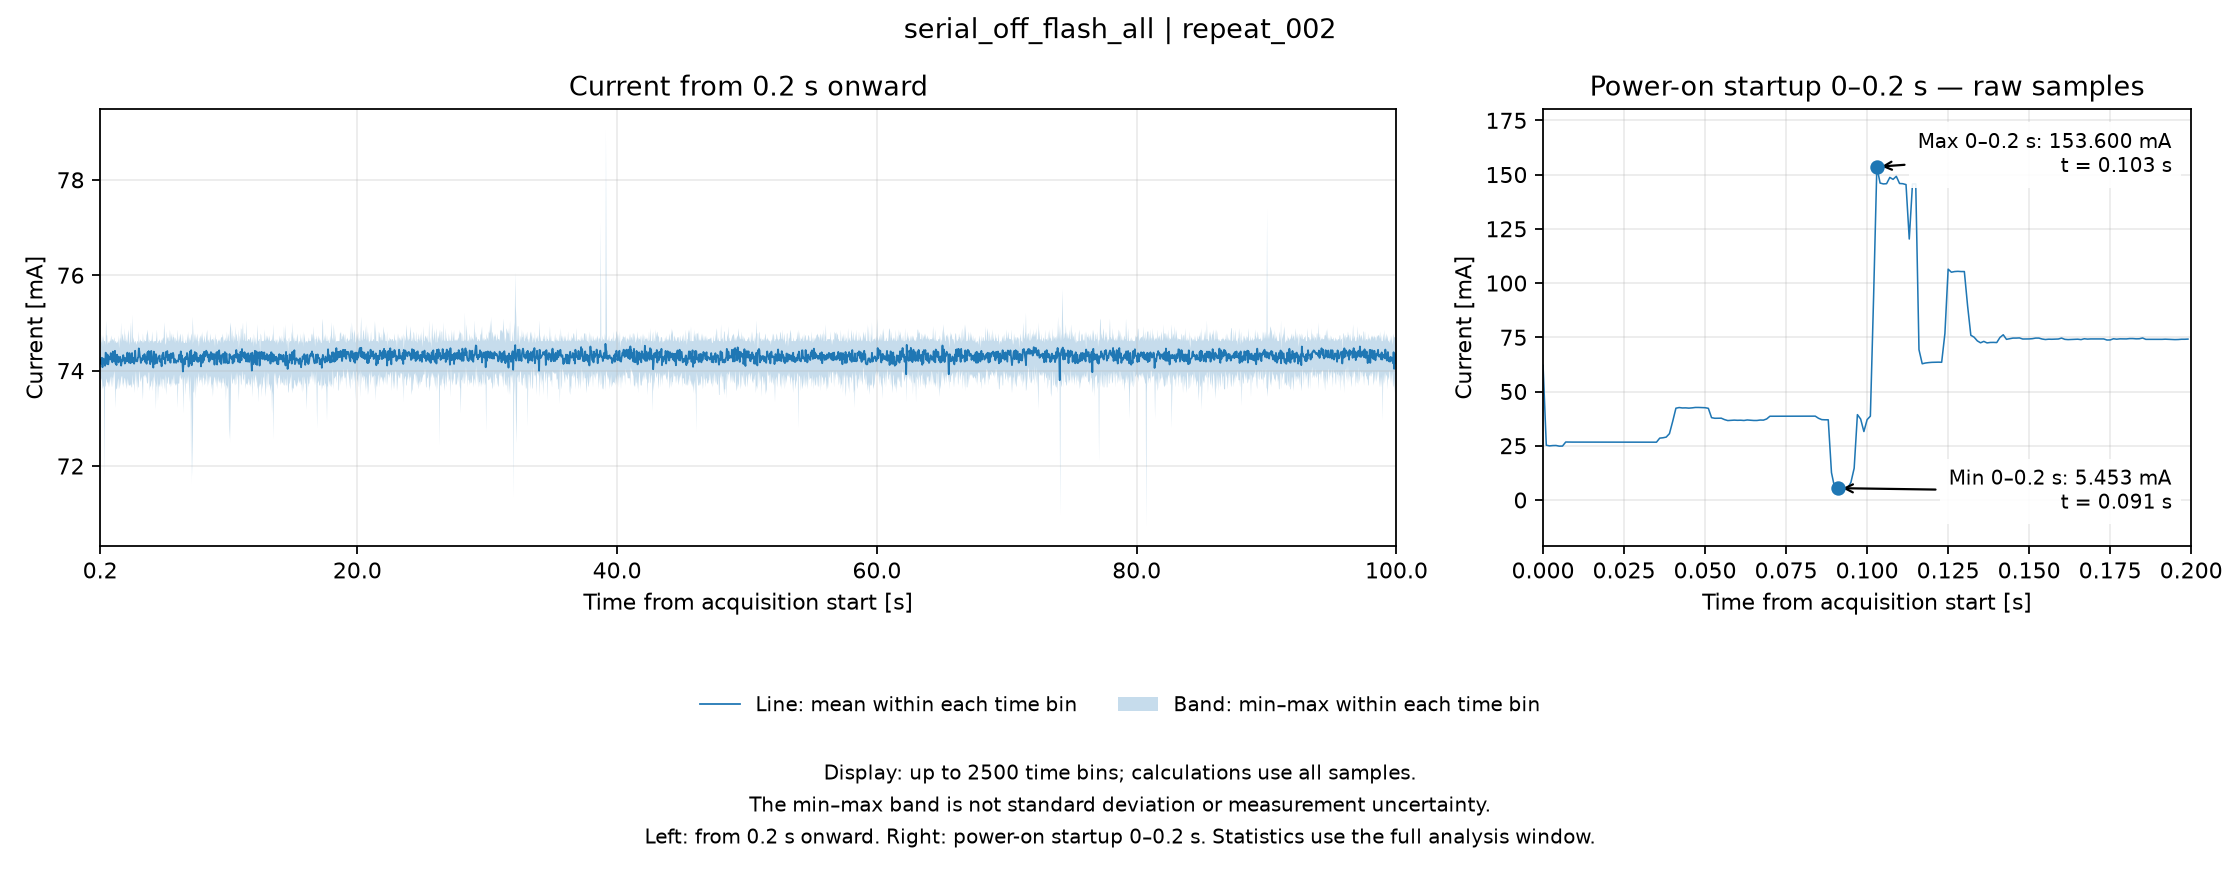 serial_off_flash_all | repeat_002
Current from 0.2 s onward
Current [mA]
78
76
74
72
0.2 20.0 40.0 60.0 80.0 100.0
Time from acquisition start [s]
Power-on startup 0–0.2 s — raw samples
Current [mA]
175
150
125
100
75
50
25
0
Max 0–0.2 s: 153.600 mA
t = 0.103 s
Min 0–0.2 s: 5.453 mA
t = 0.091 s
0.000 0.025 0.050 0.075 0.100 0.125 0.150 0.175 0.200
Time from acquisition start [s]
Line: mean within each time bin
Band: min–max within each time bin
Display: up to 2500 time bins; calculations use all samples.
The min–max band is not standard deviation or measurement uncertainty.
Left: from 0.2 s onward. Right: power-on startup 0–0.2 s. Statistics use the full analysis window.